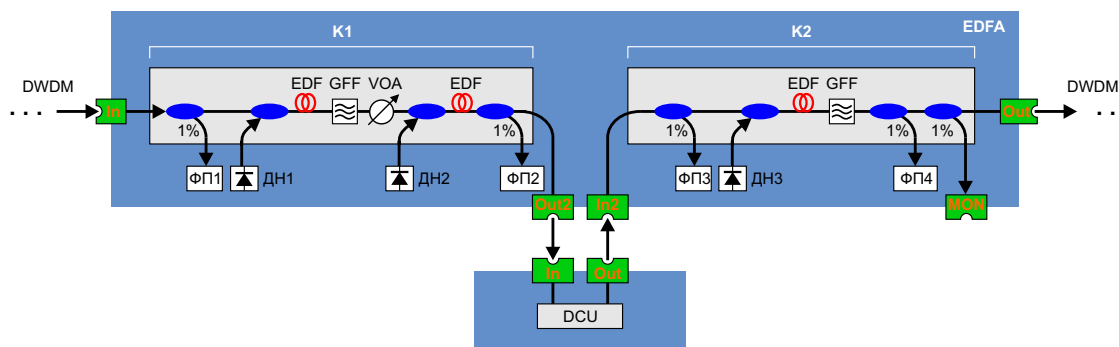 K1
K2
EDFA
DWDM
EDF
GFF
VOA
EDF
EDF
GFF
DWDM
. . .
In
Out
. .
1%
1%
1%
1%
1%
ФП1
ДН1
ДН2
ФП2
ФП3
ДН3
ФП4
Out2
In2
MON
In
Out
DCU